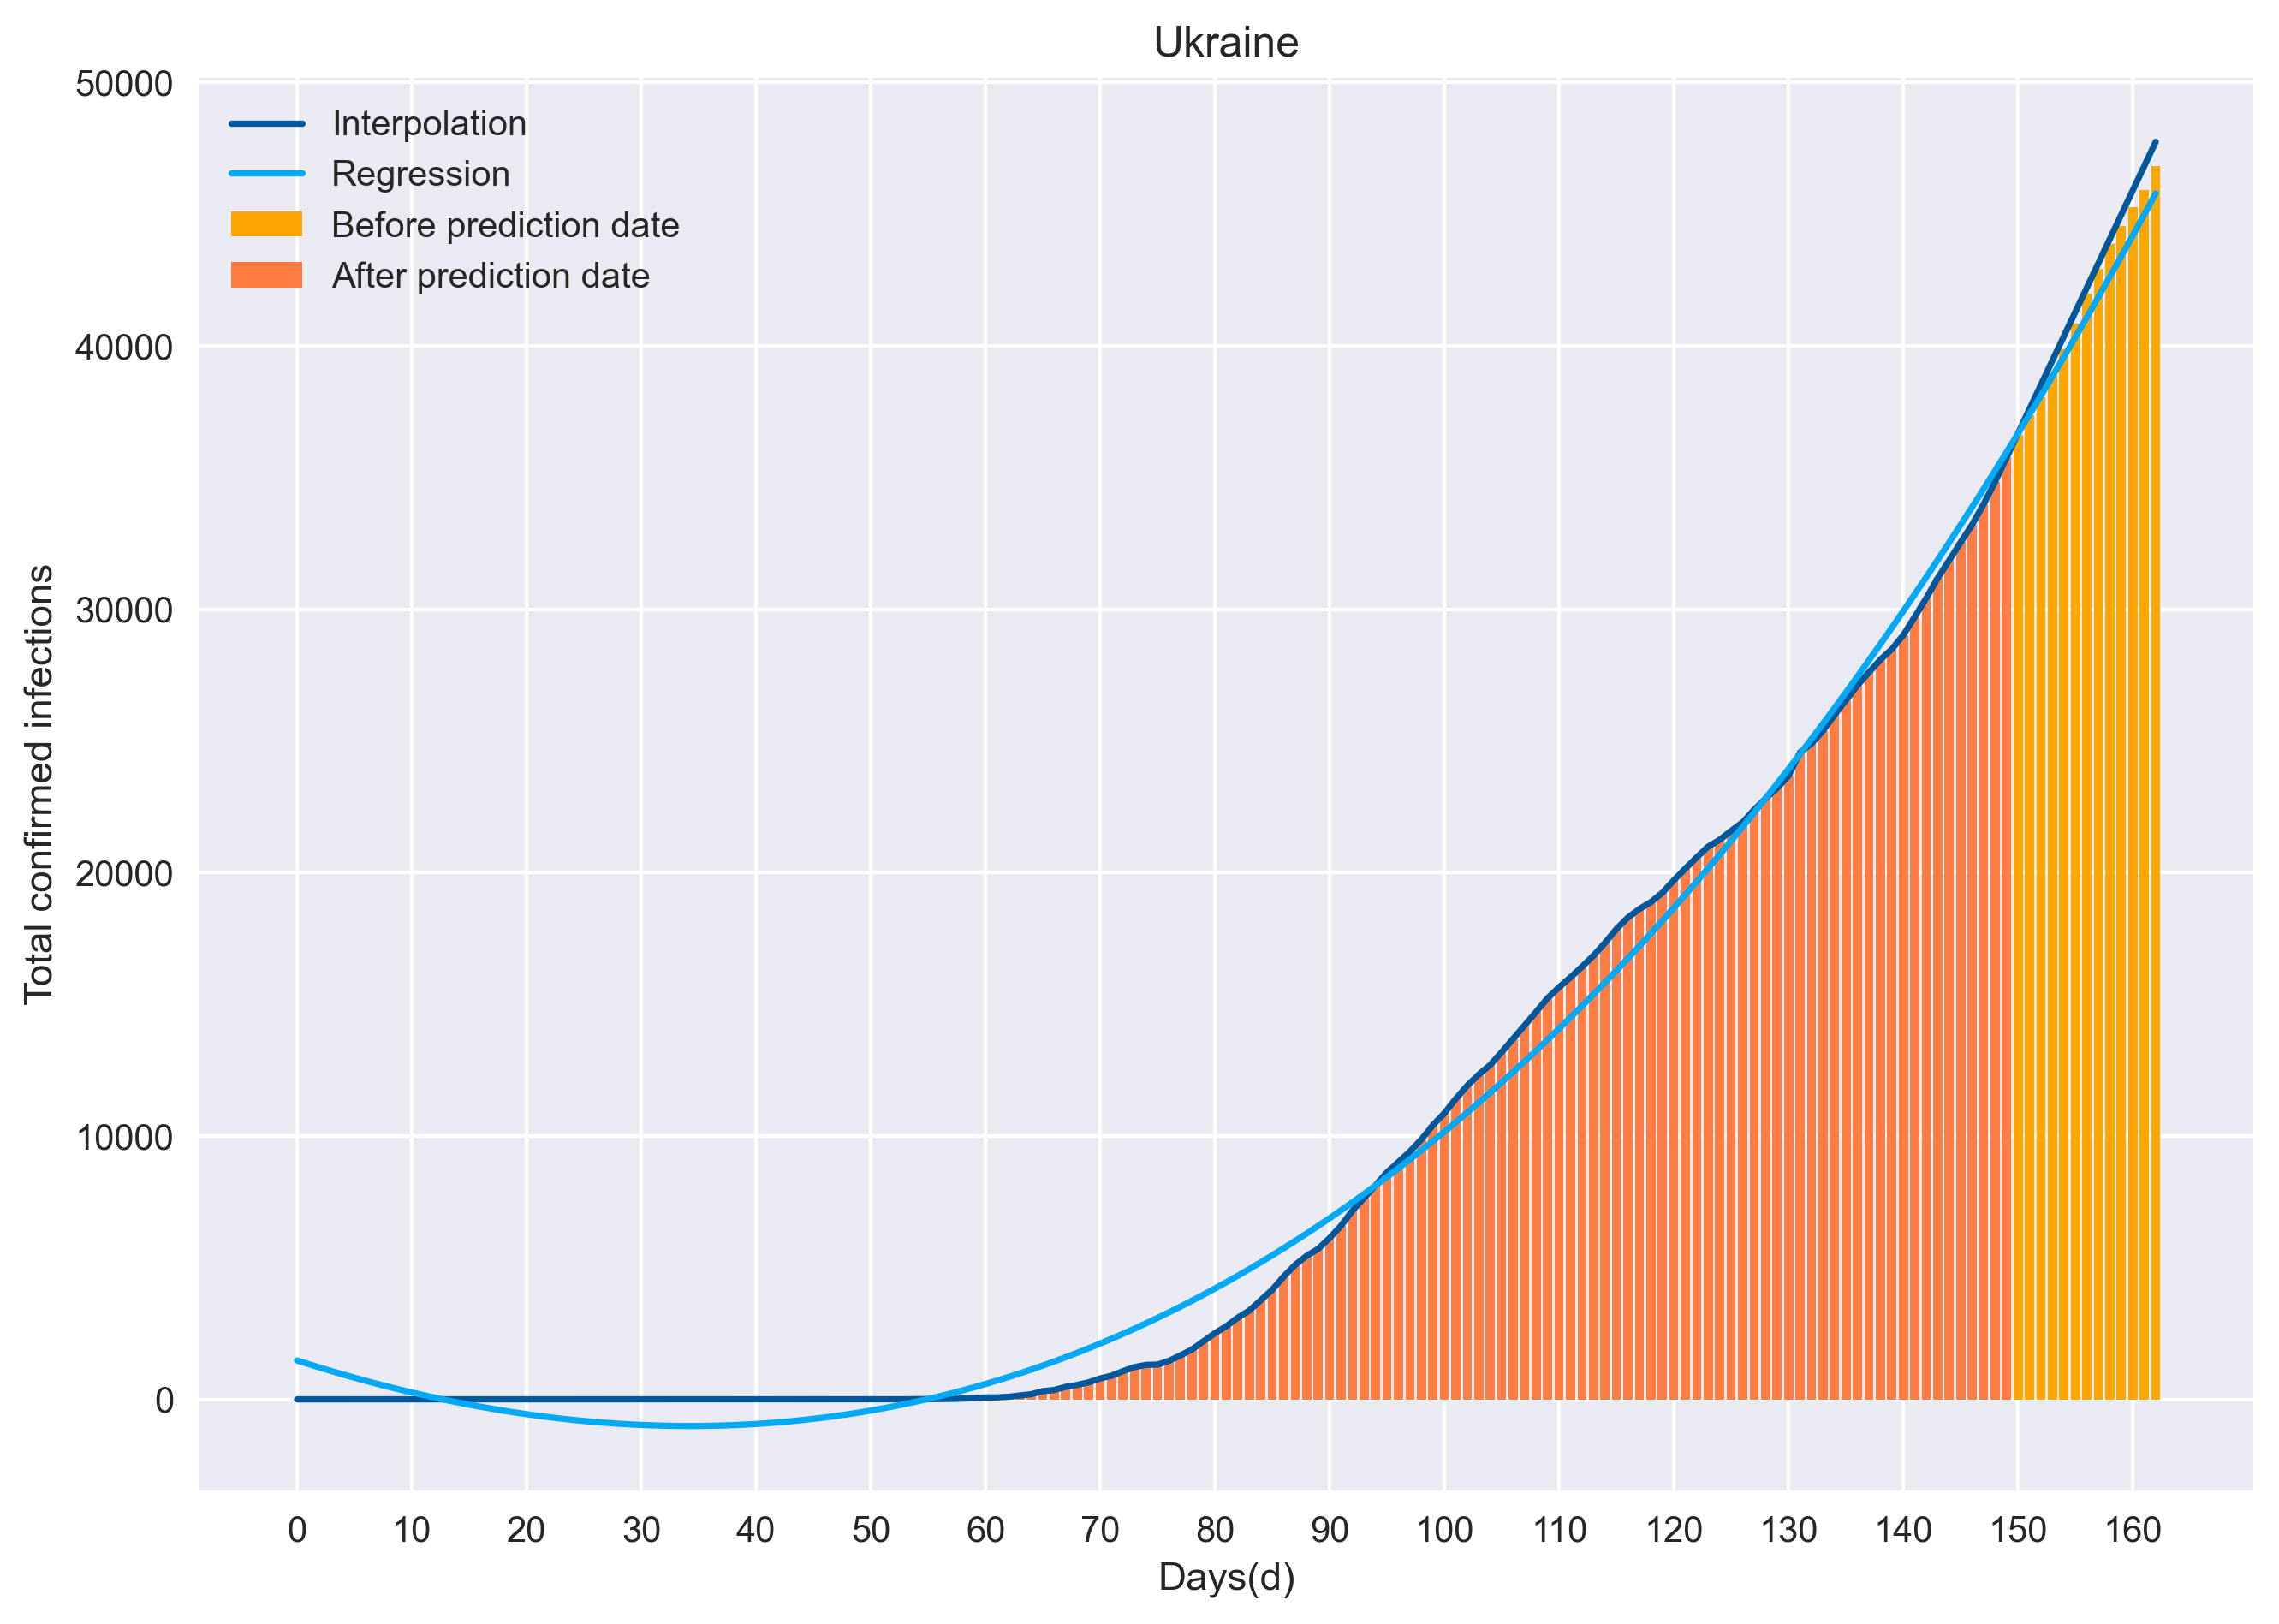 Ukraine
50000
40000
30000
20000
10000
0
Total confirmed infections
Interpolation
Regression
Before prediction date
After prediction date
0 10 20 30 40 50 60 70 80 90 100 110 120 130 140 150 160
Days(d)